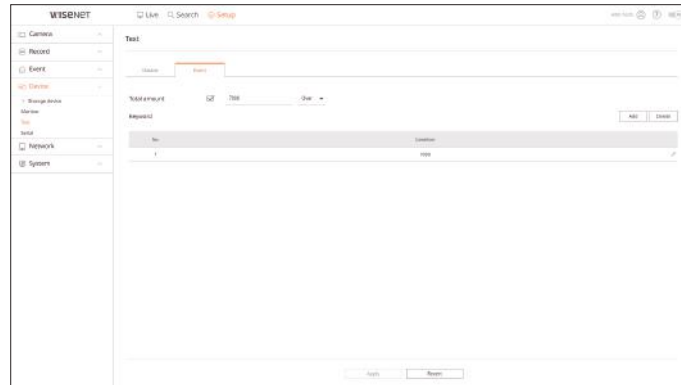 WISENET
Live Search Setup
Camera
Record
Event
Device
Storage device
Monitor
Text
Serial
Network
System
Text
Device Event
Total amount 7000 Over
Keyword
Add Delete
No. Condition
1
Apply Revert